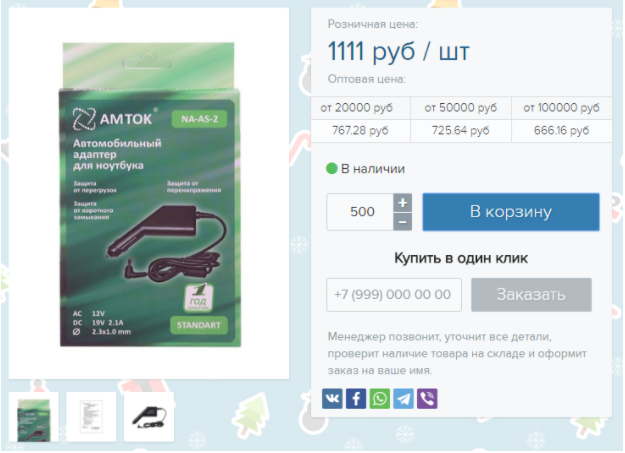 AMTOK®
NA-AS-2
Автомобильный
адаптер
для ноутбука
Защита
от перегрузок
Защита от
перенапряжения
Защита
от короткого
замыкания
1
год
AC 12V
DC 19V 2.1A
Ø 2.3x1.0 mm
STANDART
Розничная цена:
1111 руб / шт
Оптовая цена:
от 20000 руб от 50000 руб от 100000 руб
767.28 руб 725.64 руб 666.16 руб
В наличии
500 + −
В корзину
Купить в один клик
+7 (999) 000 00 00
Заказать
Менеджер позвонит, уточнит все детали,
проверит наличие товара на складе и оформит
заказ на ваше имя.